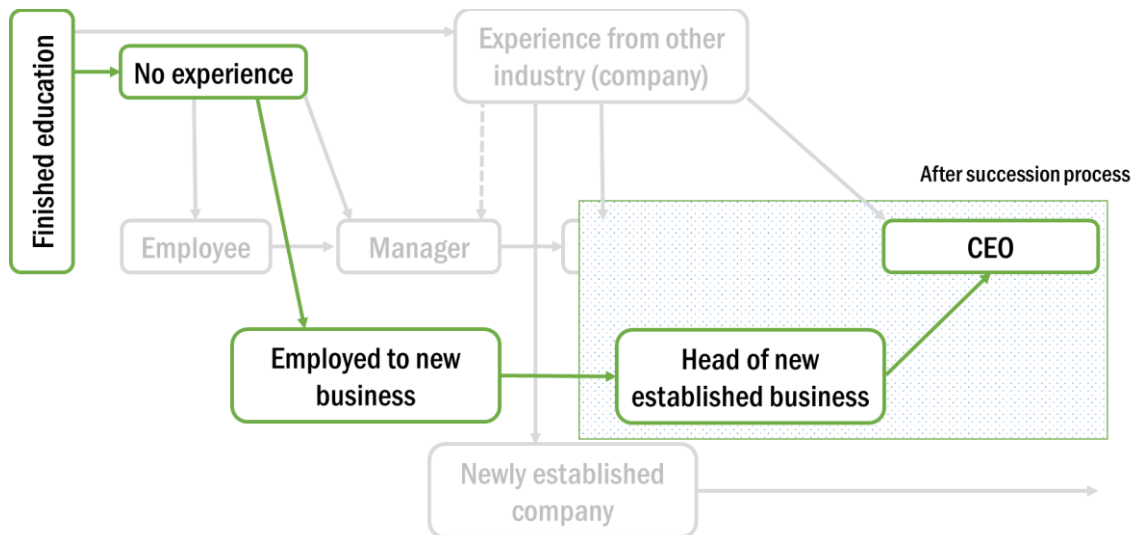 Finished education
No experience
Experience from other
industry (company)
After succession process
Employee
Manager
CEO
Employed to new
business
Head of new
established business
Newly established
company